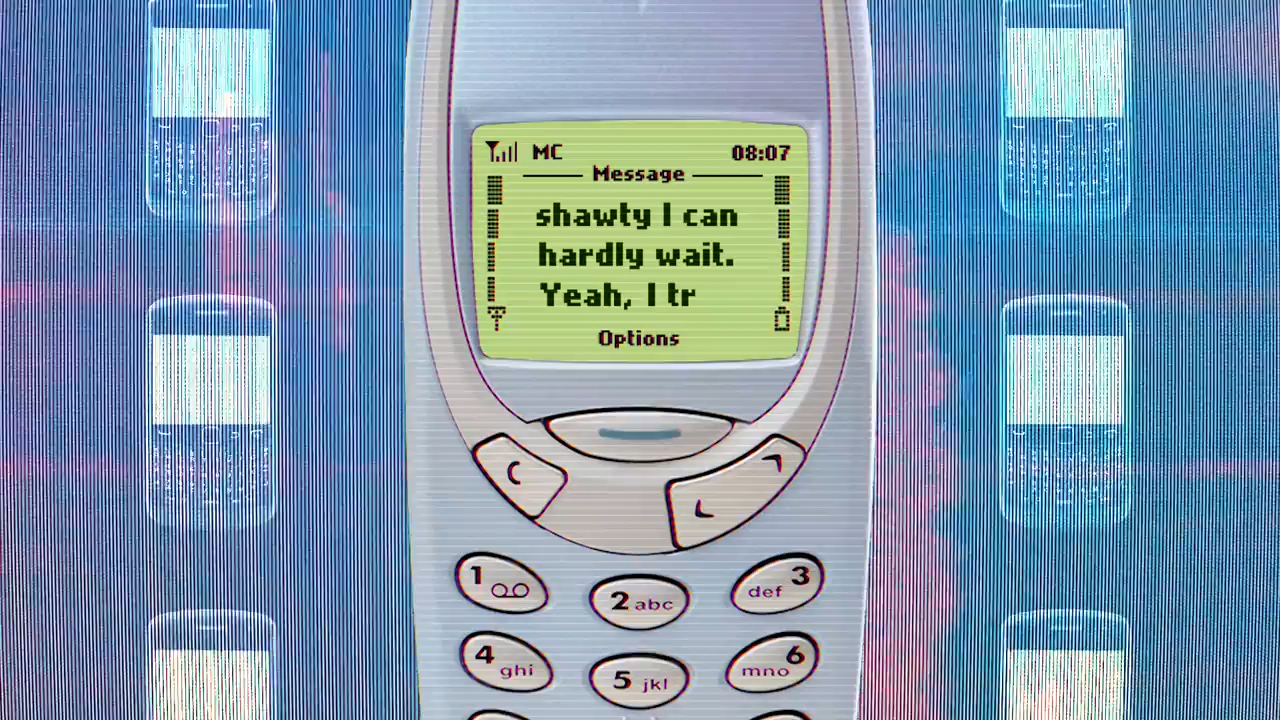 MC 08:07
Message
shawty I can
hardly wait.
Yeah, I tr
Options
1
2 abc
def 3
4 ghi
5 jkl
mno 6